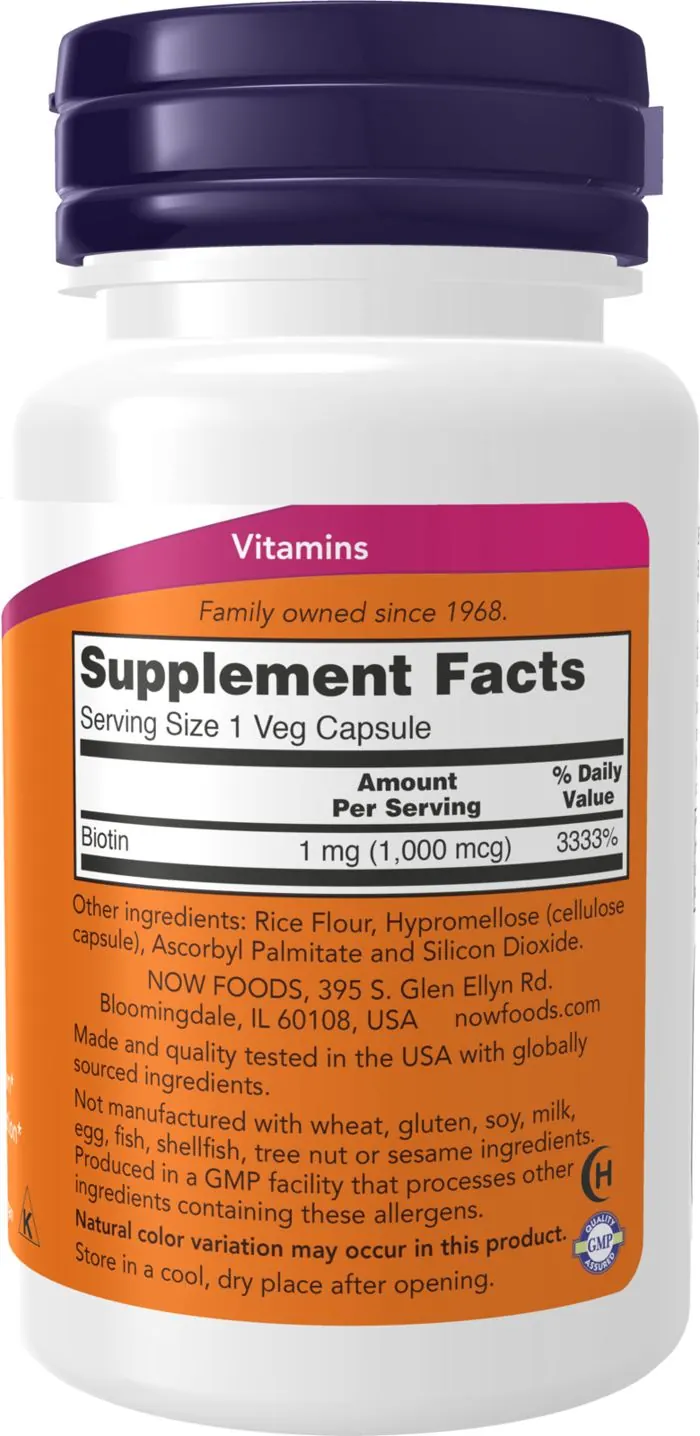 Vitamins
Family owned since 1968.
Supplement Facts
Serving Size 1 Veg Capsule
Amount Per Serving
% Daily Value
Biotin 1 mg (1,000 mcg) 3333%
Other ingredients: Rice Flour, Hypromellose (cellulose
capsule), Ascorbyl Palmitate and Silicon Dioxide.
NOW FOODS, 395 S. Glen Ellyn Rd.
Bloomingdale, IL 60108, USA nowfoods.com
Made and quality tested in the USA with globally
sourced ingredients.
Not manufactured with wheat, gluten, soy, milk,
egg, fish, shellfish, tree nut or sesame ingredients.
Produced in a GMP facility that processes other
ingredients containing these allergens.
Natural color variation may occur in this product.
Store in a cool, dry place after opening.
H
QUALITY
GMP
ASSURED
K